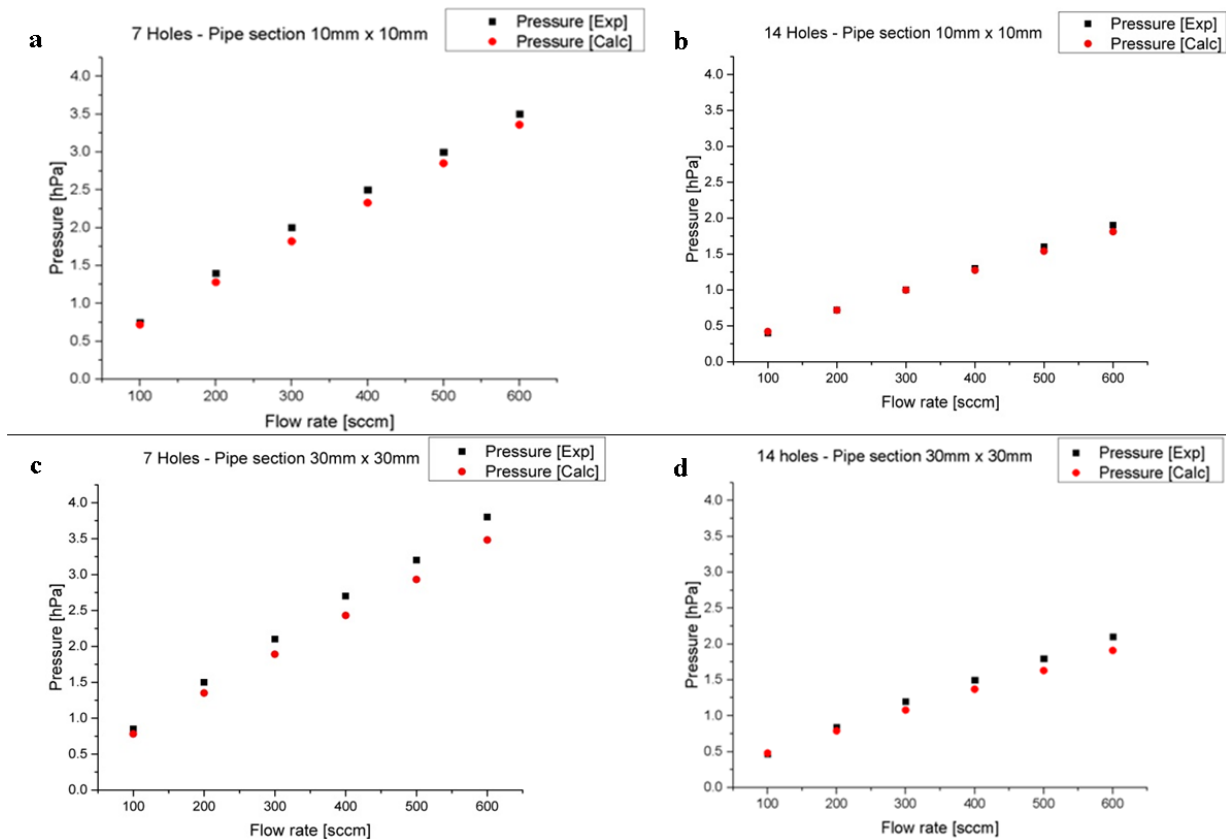 a
7 Holes - Pipe section 10mm x 10mm
Pressure [Exp]
Pressure [Calc]
4.0
3.5
3.0
2.5
2.0
1.5
1.0
0.5
0.0
Pressure [hPa]
100 200 300 400 500 600
Flow rate [sccm]
b
14 Holes - Pipe section 10mm x 10mm
Pressure [Exp]
Pressure [Calc]
4.0
3.5
3.0
2.5
2.0
1.5
1.0
0.5
0.0
Pressure [hPa]
100 200 300 400 500 600
Flow rate [sccm]
c
7 Holes - Pipe section 30mm x 30mm
Pressure [Exp]
Pressure [Calc]
4.0
3.5
3.0
2.5
2.0
1.5
1.0
0.5
0.0
Pressure [hPa]
100 200 300 400 500 600
Flow rate [sccm]
d
14 holes - Pipe section 30mm x 30mm
Pressure [Exp]
Pressure [Calc]
4.0
3.5
3.0
2.5
2.0
1.5
1.0
0.5
0.0
Pressure [hPa]
100 200 300 400 500 600
Flow rate [sccm]